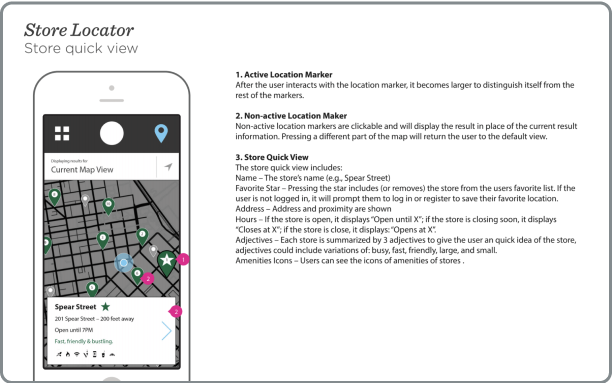 Store Locator
Store quick view
Displaying results for
Current Map View
1
2
Spear Street
2
201 Spear Street – 200 feet away
Open until 7PM
Fast, friendly & bustling.
1. Active Location Marker
After the user interacts with the location marker, it becomes larger to distinguish itself from the
rest of the markers.
2. Non-active Location Maker
Non-active location markers are clickable and will display the result in place of the current result
information. Pressing a different part of the map will return the user to the default view.
3. Store Quick View
The store quick view includes:
Name – The store's name (e.g., Spear Street)
Favorite Star – Pressing the star includes (or removes) the store from the users favorite list. If the
user is not logged in, it will prompt them to log in or register to save their favorite location.
Address – Address and proximity are shown
Hours – If the store is open, it displays "Open until X"; if the store is closing soon, it displays
"Closes at X"; if the store is close, it displays: "Opens at X".
Adjectives – Each store is summarized by 3 adjectives to give the user an quick idea of the store,
adjectives could include variations of: busy, fast, friendly, large, and small.
Amenities Icons – Users can see the icons of amenities of stores .